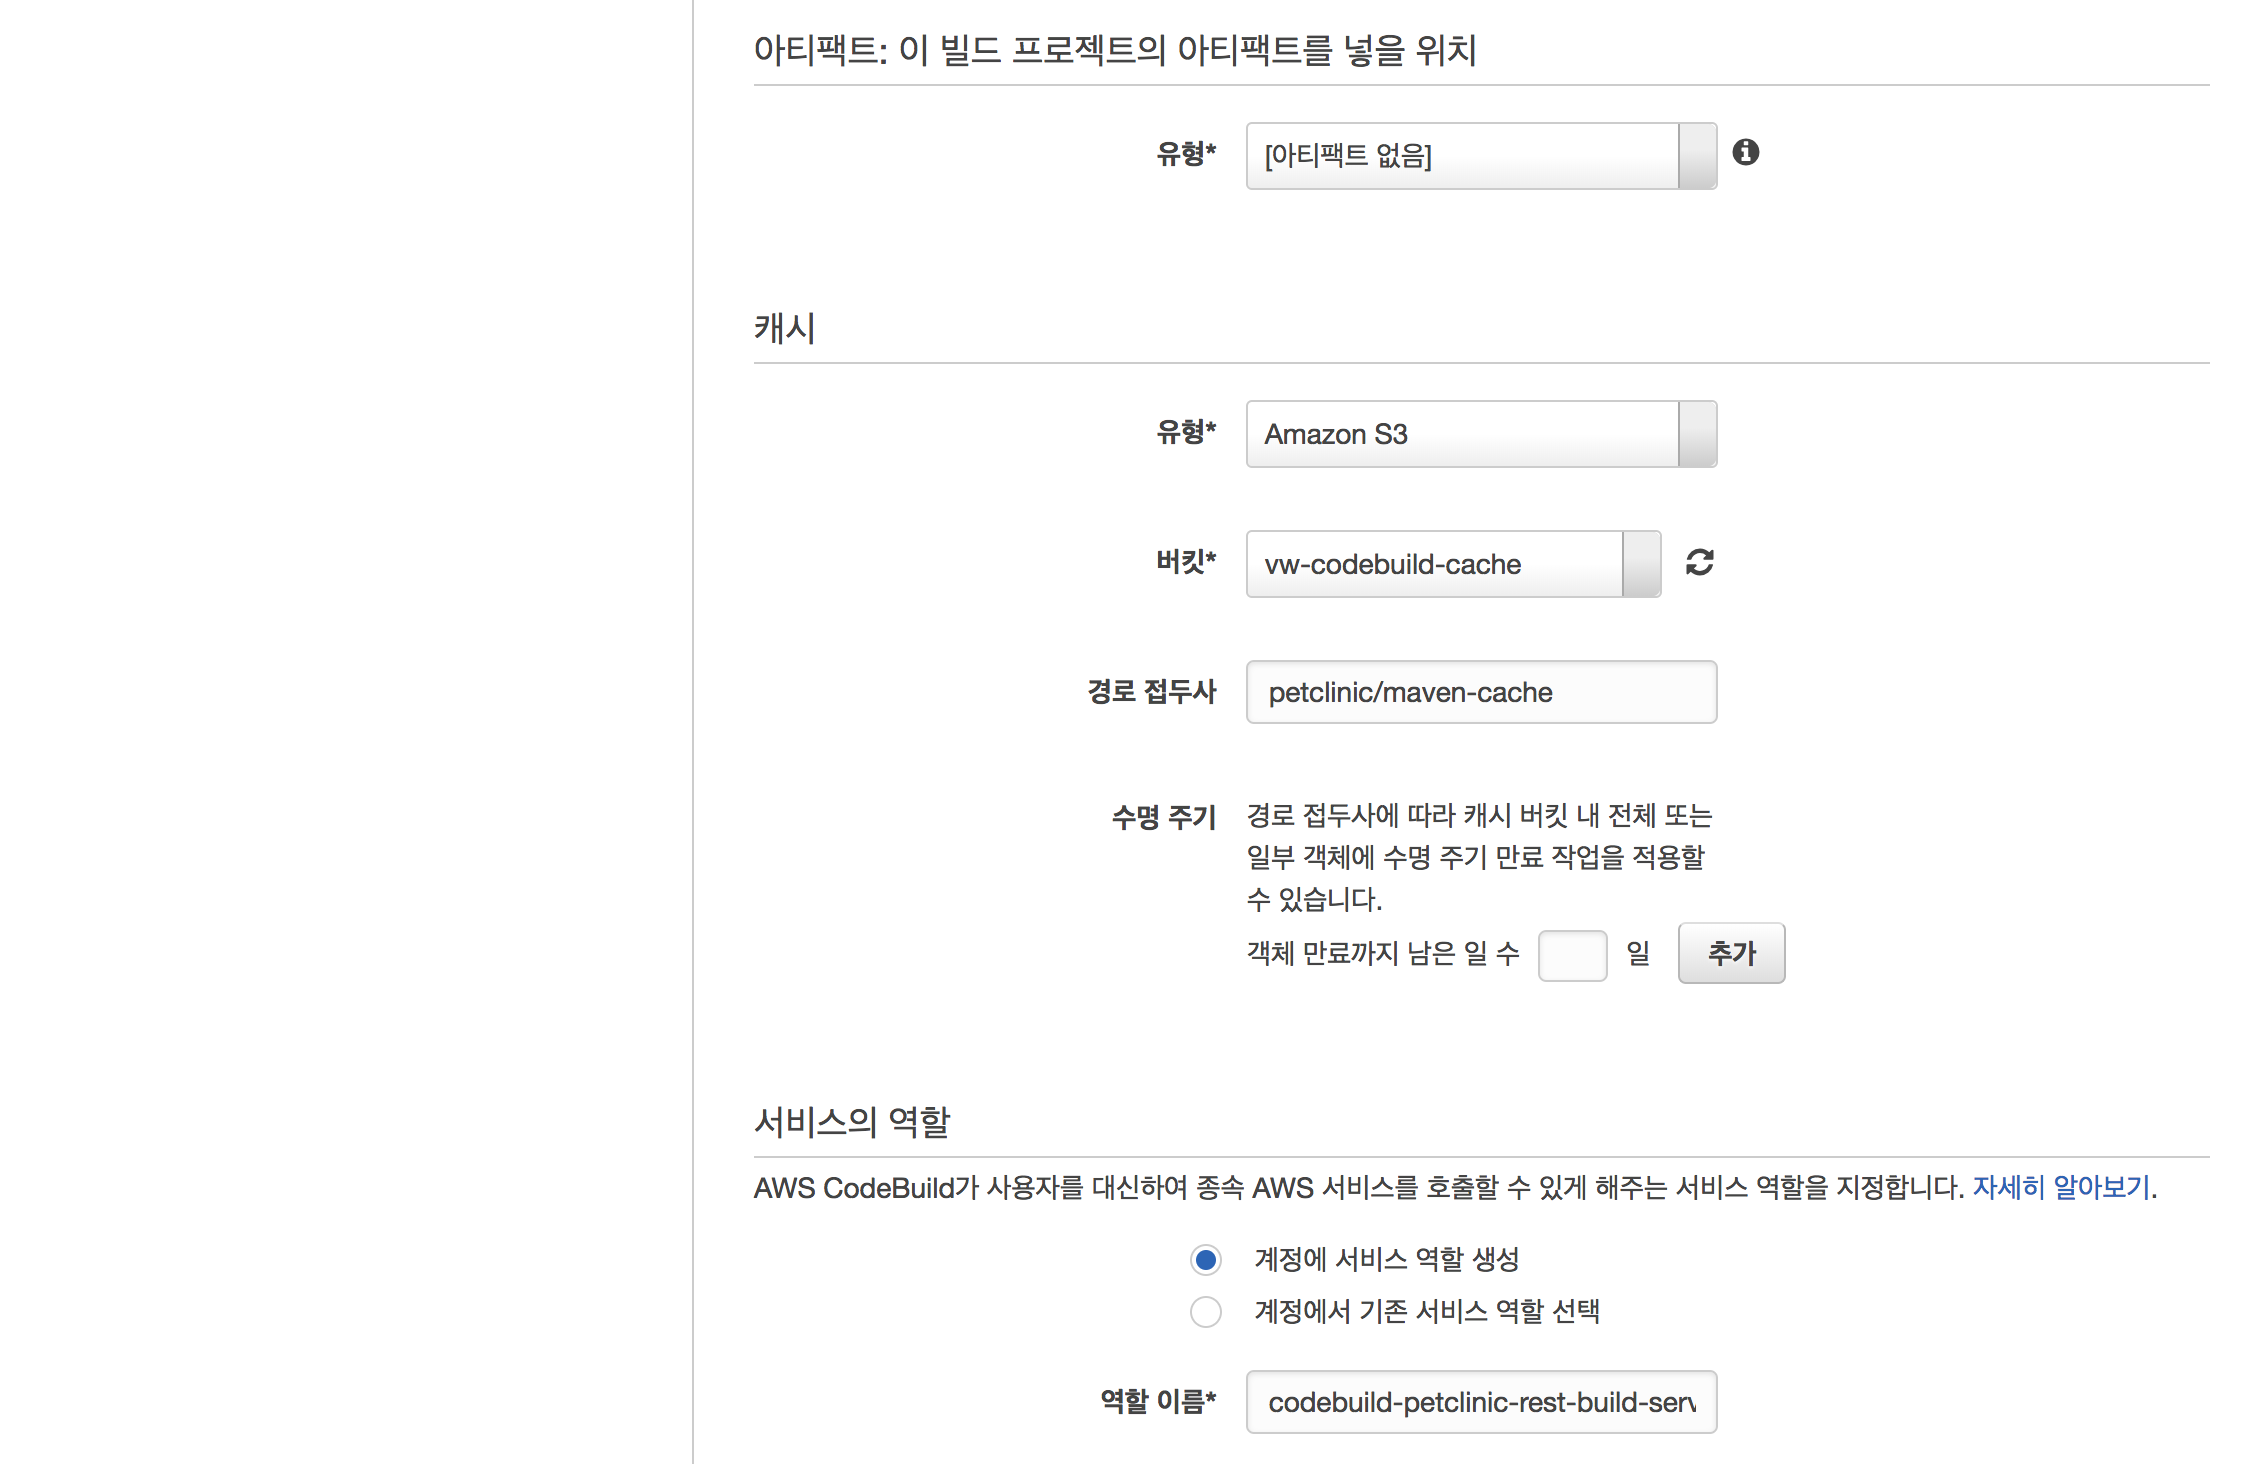 아티팩트: 이 빌드 프로젝트의 아티팩트를 넣을 위치
유형* [아티팩트 없음]
캐시
유형* Amazon S3
버킷* vw-codebuild-cache
경로 접두사 petclinic/maven-cache
수명 주기 경로 접두사에 따라 캐시 버킷 내 전체 또는
일부 객체에 수명 주기 만료 작업을 적용할
수 있습니다.
객체 만료까지 남은 일 수 일 추가
서비스의 역할
AWS CodeBuild가 사용자를 대신하여 종속 AWS 서비스를 호출할 수 있게 해주는 서비스 역할을 지정합니다. 자세히 알아보기.
계정에 서비스 역할 생성
계정에서 기존 서비스 역할 선택
역할 이름* codebuild-petclinic-rest-build-serv